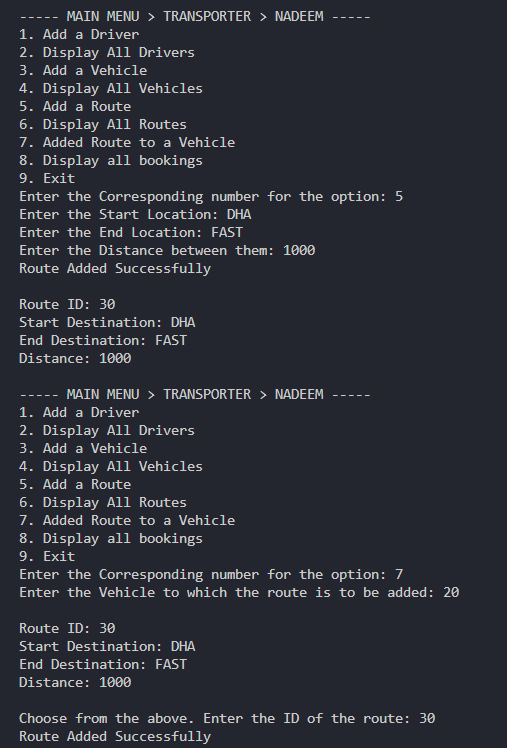 ----- MAIN MENU > TRANSPORTER > NADEEM -----
1. Add a Driver
2. Display All Drivers
3. Add a Vehicle
4. Display All Vehicles
5. Add a Route
6. Display All Routes
7. Added Route to a Vehicle
8. Display all bookings
9. Exit
Enter the Corresponding number for the option: 5
Enter the Start Location: DHA
Enter the End Location: FAST
Enter the Distance between them: 1000
Route Added Successfully

Route ID: 30
Start Destination: DHA
End Destination: FAST
Distance: 1000

----- MAIN MENU > TRANSPORTER > NADEEM -----
1. Add a Driver
2. Display All Drivers
3. Add a Vehicle
4. Display All Vehicles
5. Add a Route
6. Display All Routes
7. Added Route to a Vehicle
8. Display all bookings
9. Exit
Enter the Corresponding number for the option: 7
Enter the Vehicle to which the route is to be added: 20

Route ID: 30
Start Destination: DHA
End Destination: FAST
Distance: 1000

Choose from the above. Enter the ID of the route: 30
Route Added Successfully